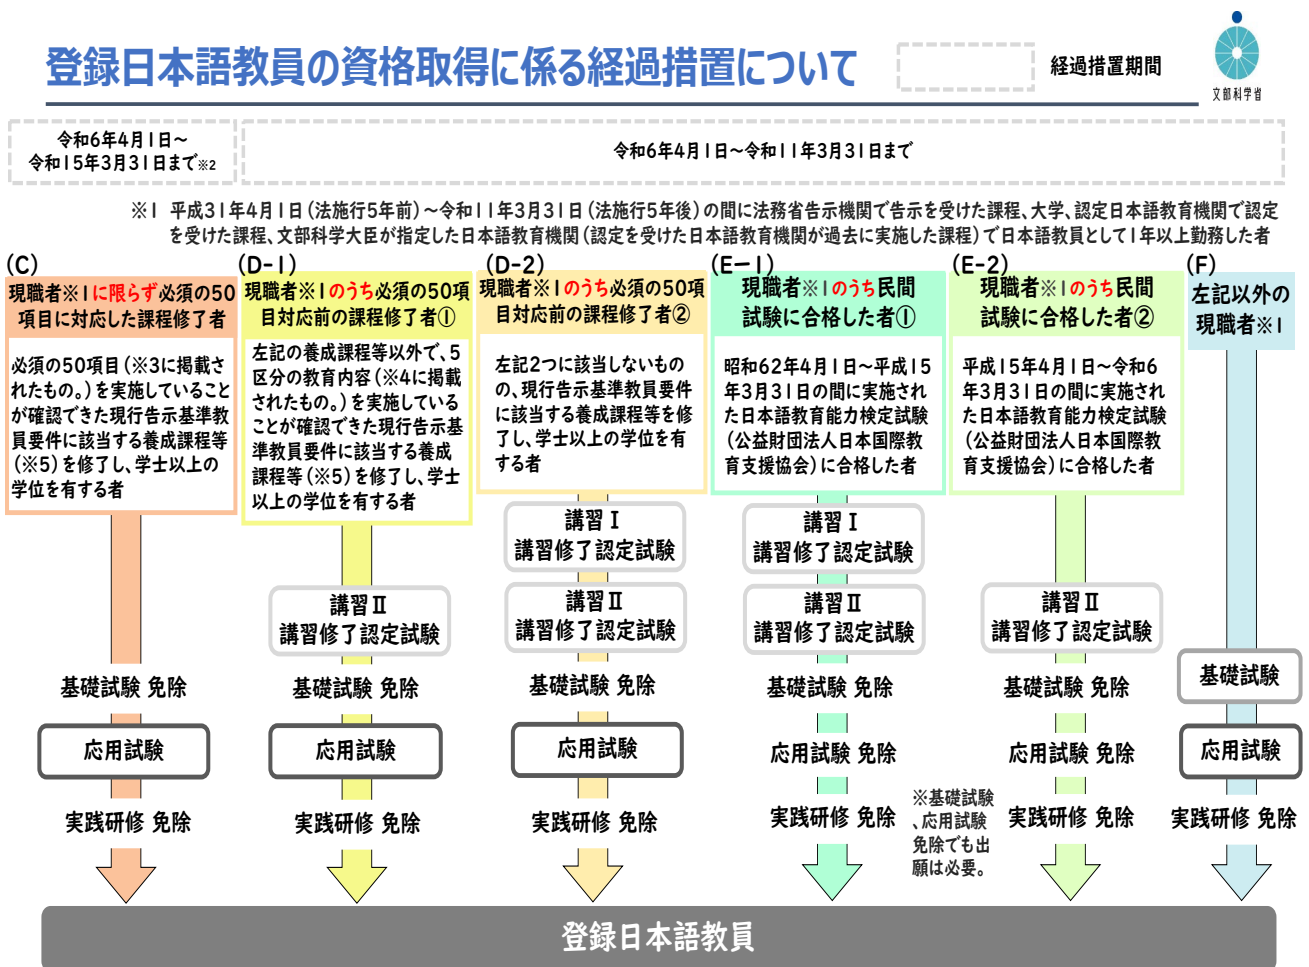 登録日本語教員の資格取得に係る経過措置について
経過措置期間
文部科学省
令和6年4月1日～
令和15年3月31日まで※2
令和6年4月1日～令和11年3月31日まで
※1 平成31年4月1日（法施行5年前）～令和11年3月31日（法施行5年後）の間に法務省告示機関で告示を受けた課程、大学、認定日本語教育機関で認定
を受けた課程、文部科学大臣が指定した日本語教育機関（認定を受けた日本語教育機関が過去に実施した課程）で日本語教員として1年以上勤務した者
(C)
現職者※1に限らず必須の50
項目に対応した課程修了者
必須の50項目（※3に掲載さ
れたもの。）を実施していること
が確認できた現行告示基準教
員要件に該当する養成課程等
（※5）を修了し、学士以上の
学位を有する者
基礎試験 免除
応用試験
実践研修 免除
(D-1)
現職者※1のうち必須の50項
目対応前の課程修了者①
左記の養成課程等以外で、5
区分の教育内容（※4に掲載
されたもの。）を実施している
ことが確認できた現行告示基
準教員要件に該当する養成
課程等（※5）を修了し、学士
以上の学位を有する者
講習Ⅱ
講習修了認定試験
基礎試験 免除
応用試験
実践研修 免除
(D-2)
現職者※1のうち必須の50項
目対応前の課程修了者②
左記2つに該当しないもの
の、現行告示基準教員要件
に該当する養成課程等を修
了し、学士以上の学位を有
する者
講習Ⅰ
講習修了認定試験
講習Ⅱ
講習修了認定試験
基礎試験 免除
応用試験
実践研修 免除
(E-1)
現職者※1のうち民間
試験に合格した者①
昭和62年4月1日～平成15
年3月31日の間に実施され
た日本語教育能力検定試験
（公益財団法人日本国際教
育支援協会）に合格した者
講習Ⅰ
講習修了認定試験
講習Ⅱ
講習修了認定試験
基礎試験 免除
応用試験 免除
実践研修 免除
※基礎試験
、応用試験
免除でも出
願は必要。
(E-2)
現職者※1のうち民間
試験に合格した者②
平成15年4月1日～令和6
年3月31日の間に実施され
た日本語教育能力検定試験
（公益財団法人日本国際教
育支援協会）に合格した者
講習Ⅱ
講習修了認定試験
基礎試験 免除
応用試験 免除
実践研修 免除
(F)
左記以外の
現職者※1
基礎試験
応用試験
実践研修 免除
登録日本語教員